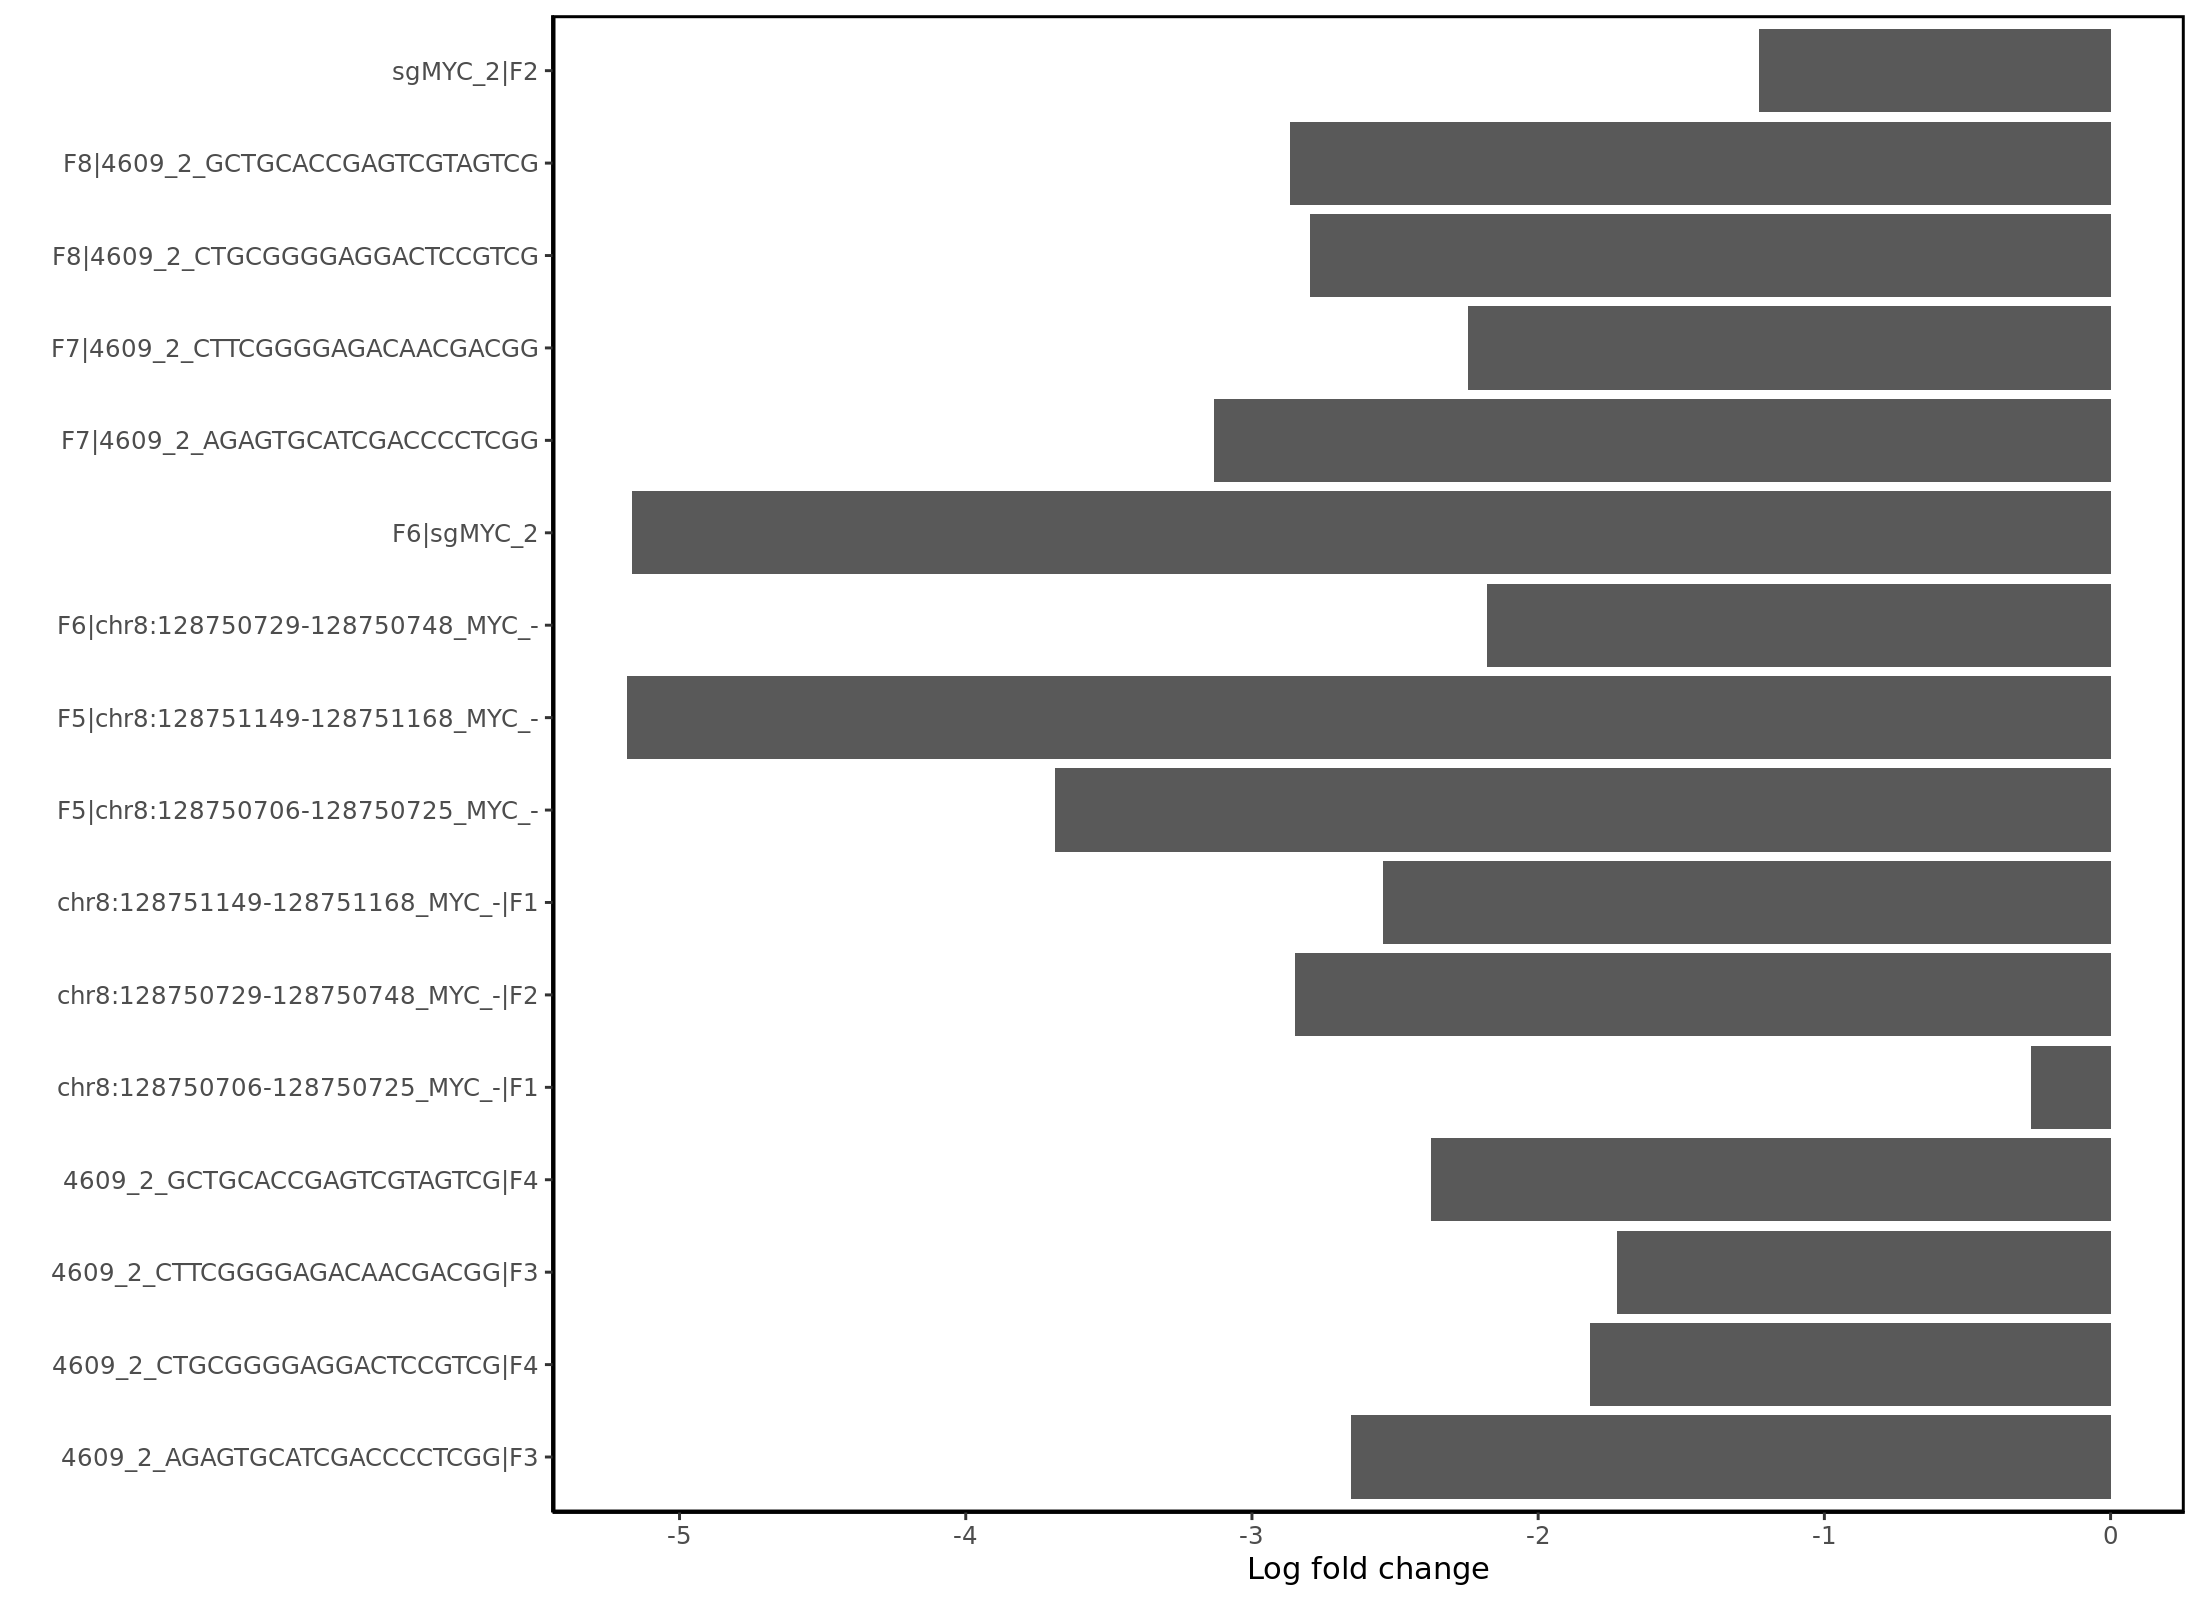 sgMYC_2|F2
F8|4609_2_GCTGCACCGAGTCGTAGTCG
F8|4609_2_CTGCGGGGAGGACTCCGTCG
F7|4609_2_CTTCGGGGAGACAACGACGG
F7|4609_2_AGAGTGCATCGACCCCTCGG
F6|sgMYC_2
F6|chr8:128750729-128750748_MYC_-
F5|chr8:128751149-128751168_MYC_-
F5|chr8:128750706-128750725_MYC_-
chr8:128751149-128751168_MYC_-|F1
chr8:128750729-128750748_MYC_-|F2
chr8:128750706-128750725_MYC_-|F1
4609_2_GCTGCACCGAGTCGTAGTCG|F4
4609_2_CTTCGGGGAGACAACGACGG|F3
4609_2_CTGCGGGGAGGACTCCGTCG|F4
4609_2_AGAGTGCATCGACCCCTCGG|F3
-5 -4 -3 -2 -1 0
Log fold change